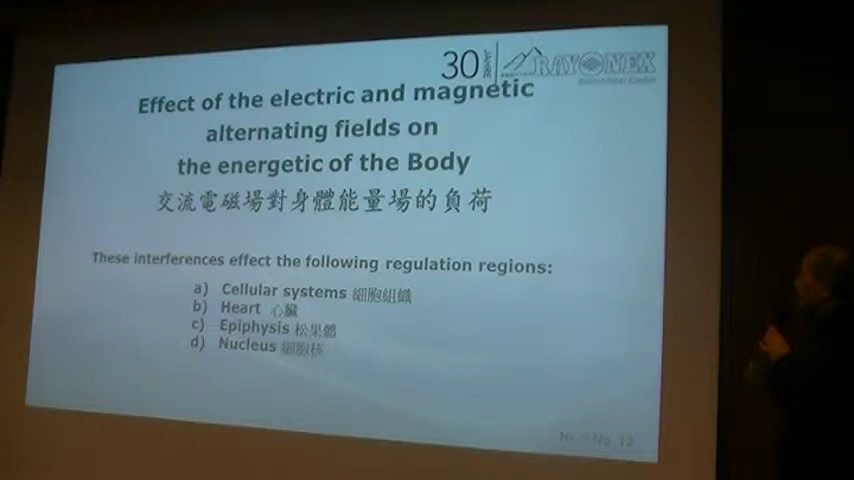 30
RAYONEX
Effect of the electric and magnetic
alternating fields on
the energetic of the Body
交流電磁場對身體能量場的負荷
These interferences effect the following regulation regions:
a) Cellular systems 細胞組織
b) Heart 心臟
c) Epiphysis 松果體
d) Nucleus 細胞核